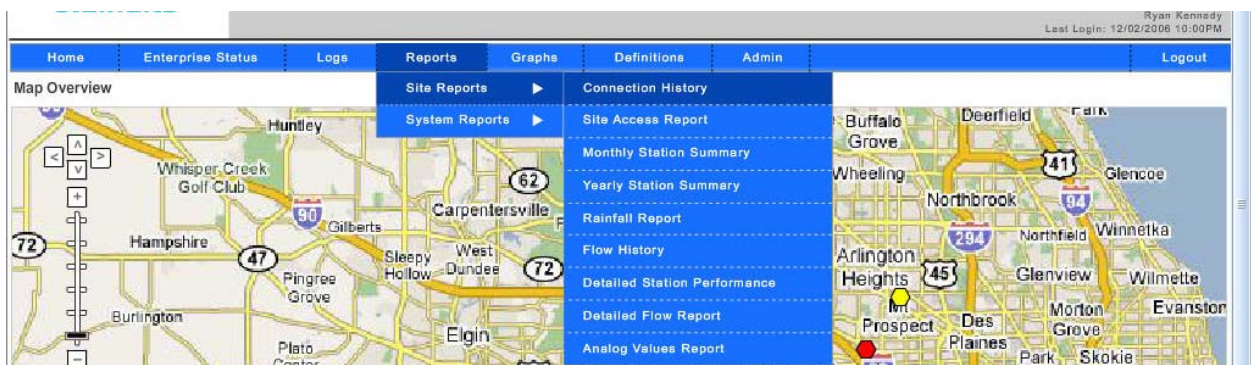 Ryan Kennedy
Last Login: 12/02/2006 10:00PM
Home Enterprise Status Logs Reports Graphs Definitions Admin Logout
Map Overview
Site Reports
System Reports
Connection History
Site Access Report
Monthly Station Summary
Yearly Station Summary
Rainfall Report
Flow History
Detailed Station Performance
Detailed Flow Report
Analog Values Report
Huntley
Whisper Creek
Golf Club
90
Gilberts
Hampshire
72
47
Pingree
Grove
Burlington
Plato
Center
62
Carpentersville
Sleepy
Hollow
West
Dundee
72
Elgin
Buffalo
Grove
Deerfield
Park
Wheeling
41
Glencoe
Northbrook
94
294
Northfield
Winnetka
Arlington
Heights
45
Glenview
Wilmette
Mt
Prospect
Des
Plaines
Morton
Grove
Evanston
Park
Skokie